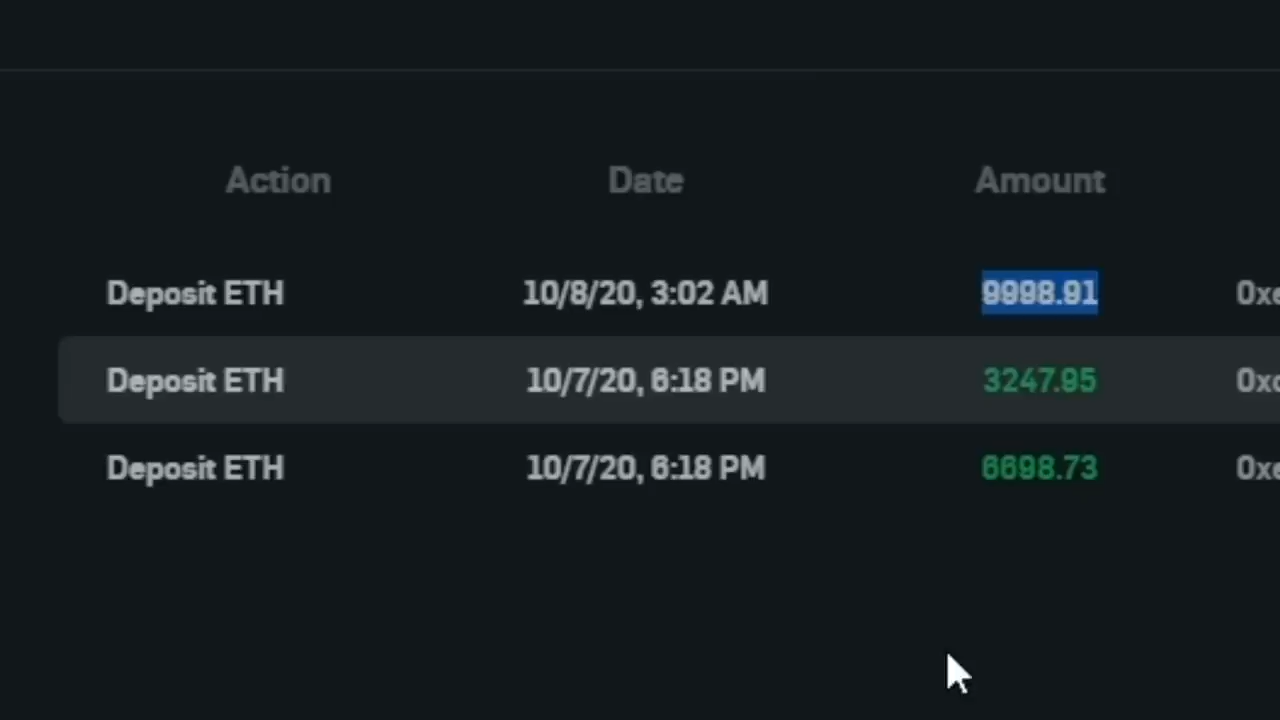 Action Date Amount
Deposit ETH 10/8/20, 3:02 AM 9998.91
Deposit ETH 10/7/20, 6:18 PM 3247.95
Deposit ETH 10/7/20, 6:18 PM 6698.73